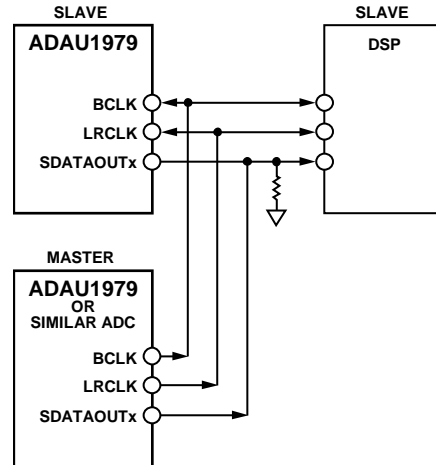 SLAVE
ADAU1979
BCLK
LRCLK
SDATAOUTx
SLAVE
DSP
MASTER
ADAU1979
OR
SIMILAR ADC
BCLK
LRCLK
SDATAOUTx